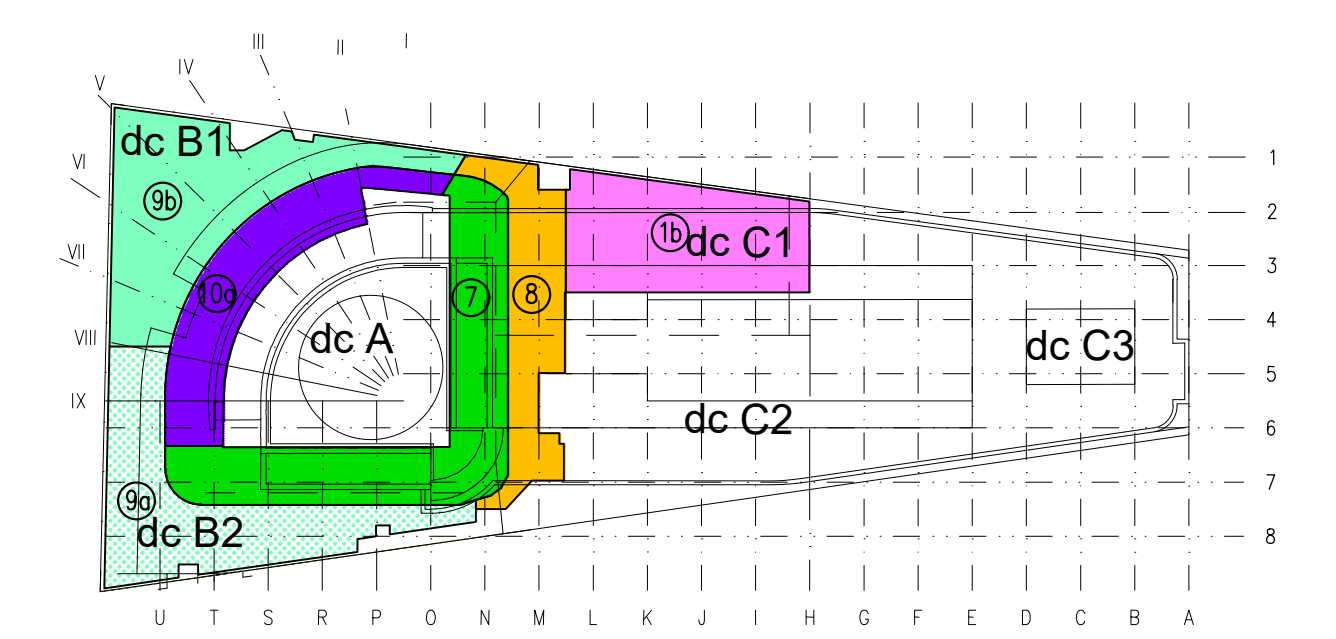 I
II
III
IV
V
VI
VII
VIII
IX
dc B1
9b
1b
dc C1
10a
7
8
dc A
dc C3
dc C2
9a
dc B2
1
2
3
4
5
6
7
8
U T S R P O N M L K J I H G F E D C B A